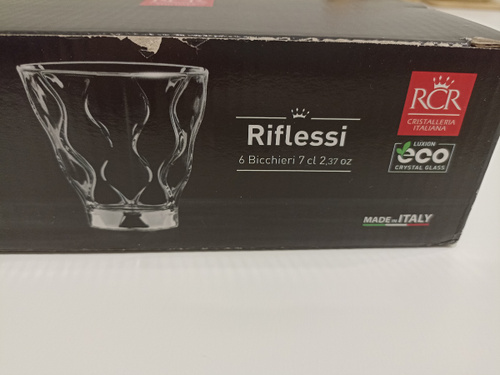 RCR
CRISTALLERIA
ITALIANA
LUXION
eco
CRYSTAL GLASS
Riflessi
6 Bicchieri 7 cl 2,37 oz
MADE IN ITALY